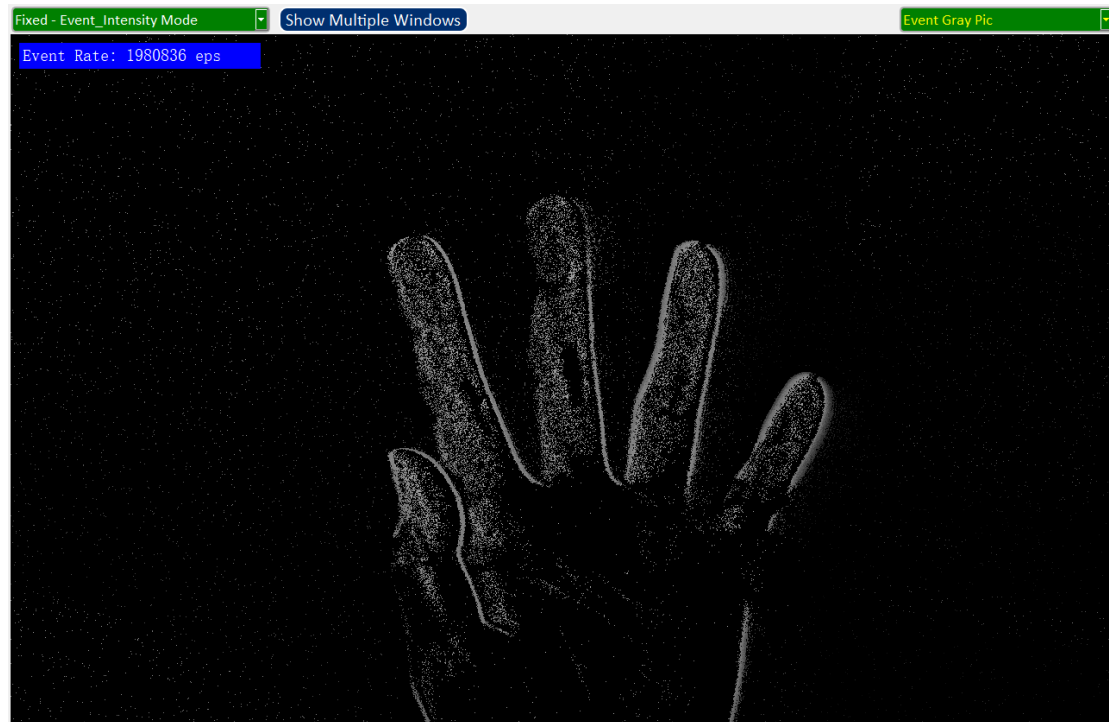 Fixed - Event_Intensity Mode
Show Multiple Windows
Event Gray Pic
Event Rate: 1980836 eps